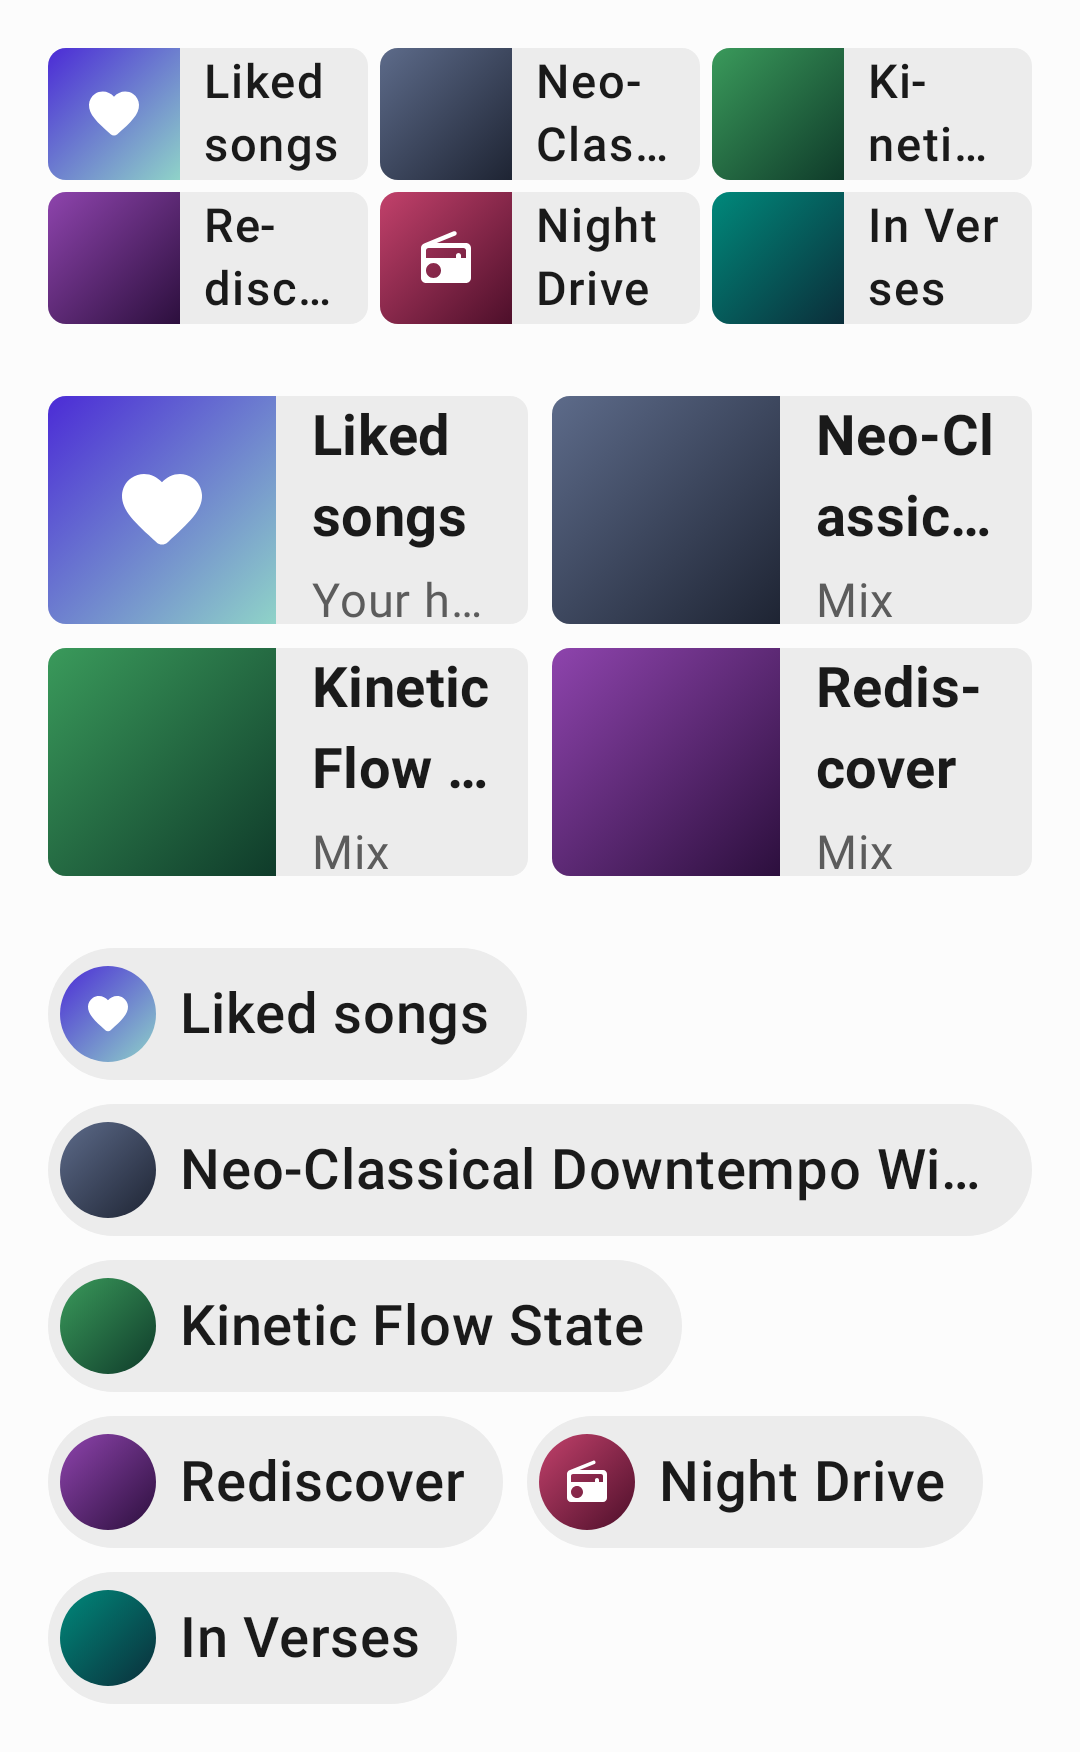 Liked
songs
Neo-
Clas…
Ki-
neti…
Re-
disc…
Night
Drive
In Ver
ses
Liked
songs
Your h…
Neo-Cl
assic…
Mix
Kinetic
Flow …
Mix
Redis-
cover
Mix
Liked songs
Neo-Classical Downtempo Wi…
Kinetic Flow State
Rediscover
Night Drive
In Verses